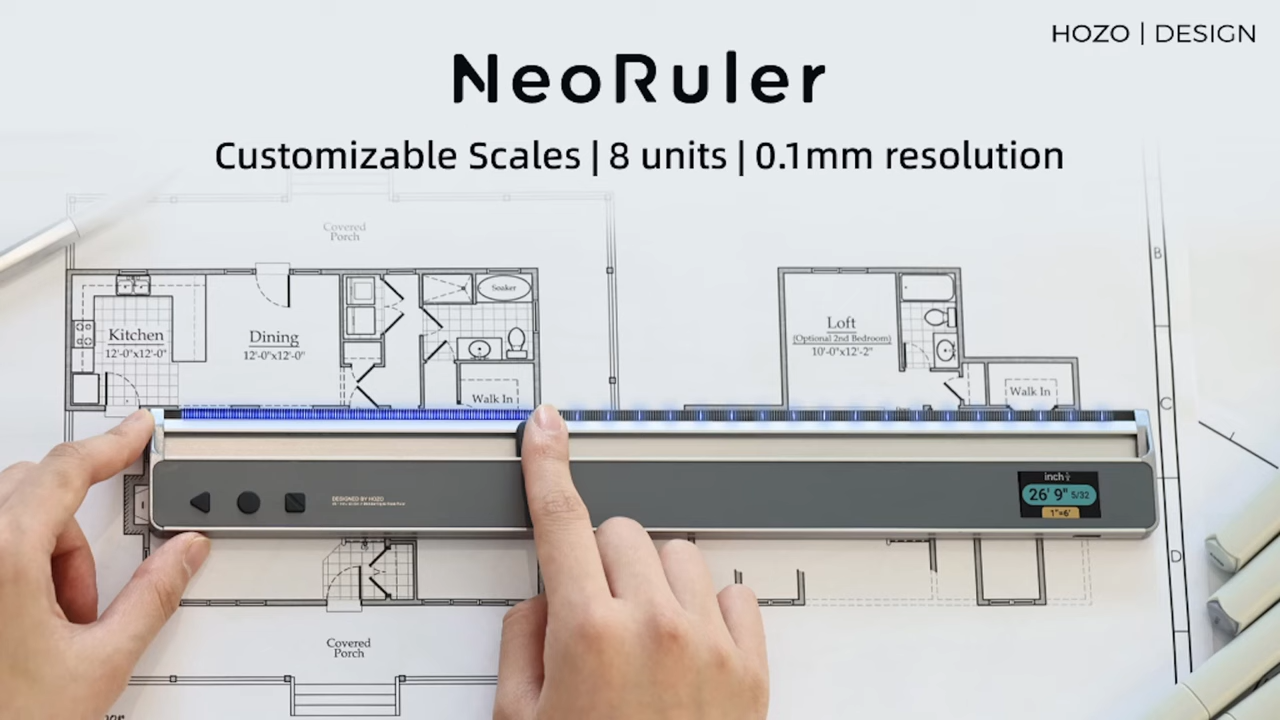 HOZO | DESIGN
NeoRuler
Customizable Scales | 8 units | 0.1mm resolution
Covered
Porch
B
Soaker
Kitchen
12'-0"x12'-0"
Dining
12'-0"x12'-0"
Loft
(Optional 2nd Bedroom)
10'-0"x12'-2"
Walk In
Walk In
C
inch
26' 9" 5/32
1"=6'
DESIGNED BY HOZO
D
Covered
Porch